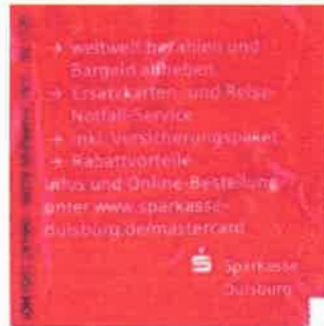 → weltweit bezahlen und
Bargeld abheben
→ Ersatzkarten- und Reise-
Notfall-Service
→ inkl. Versicherungspaket
→ Rabattvorteile
Infos und Online-Bestellung
unter www.sparkasse-
duisburg.de/mastercard
Sparkasse
Duisburg